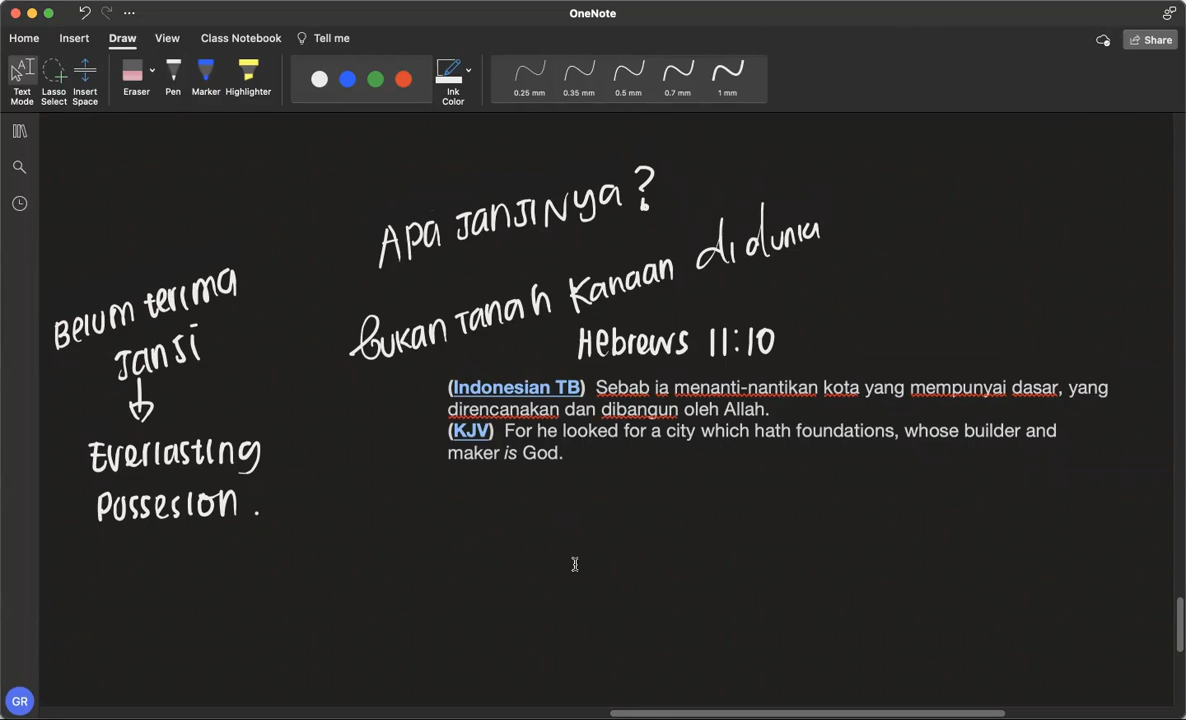 OneNote
Home Insert Draw View Class Notebook Tell me
Share
Text Mode
Lasso Select
Insert Space
Eraser
Pen
Marker
Highlighter
Ink Color
0.25 mm
0.35 mm
0.5 mm
0.7 mm
1 mm
Apa Janjinya?
bukan tanah Kanaan di dunia
Hebrews 11:10
(Indonesian TB) Sebab ia menanti-nantikan kota yang mempunyai dasar, yang
direncanakan dan dibangun oleh Allah.
(KJV) For he looked for a city which hath foundations, whose builder and
maker is God.
Belum terima
Janji
Everlasting
Possesion.
GR